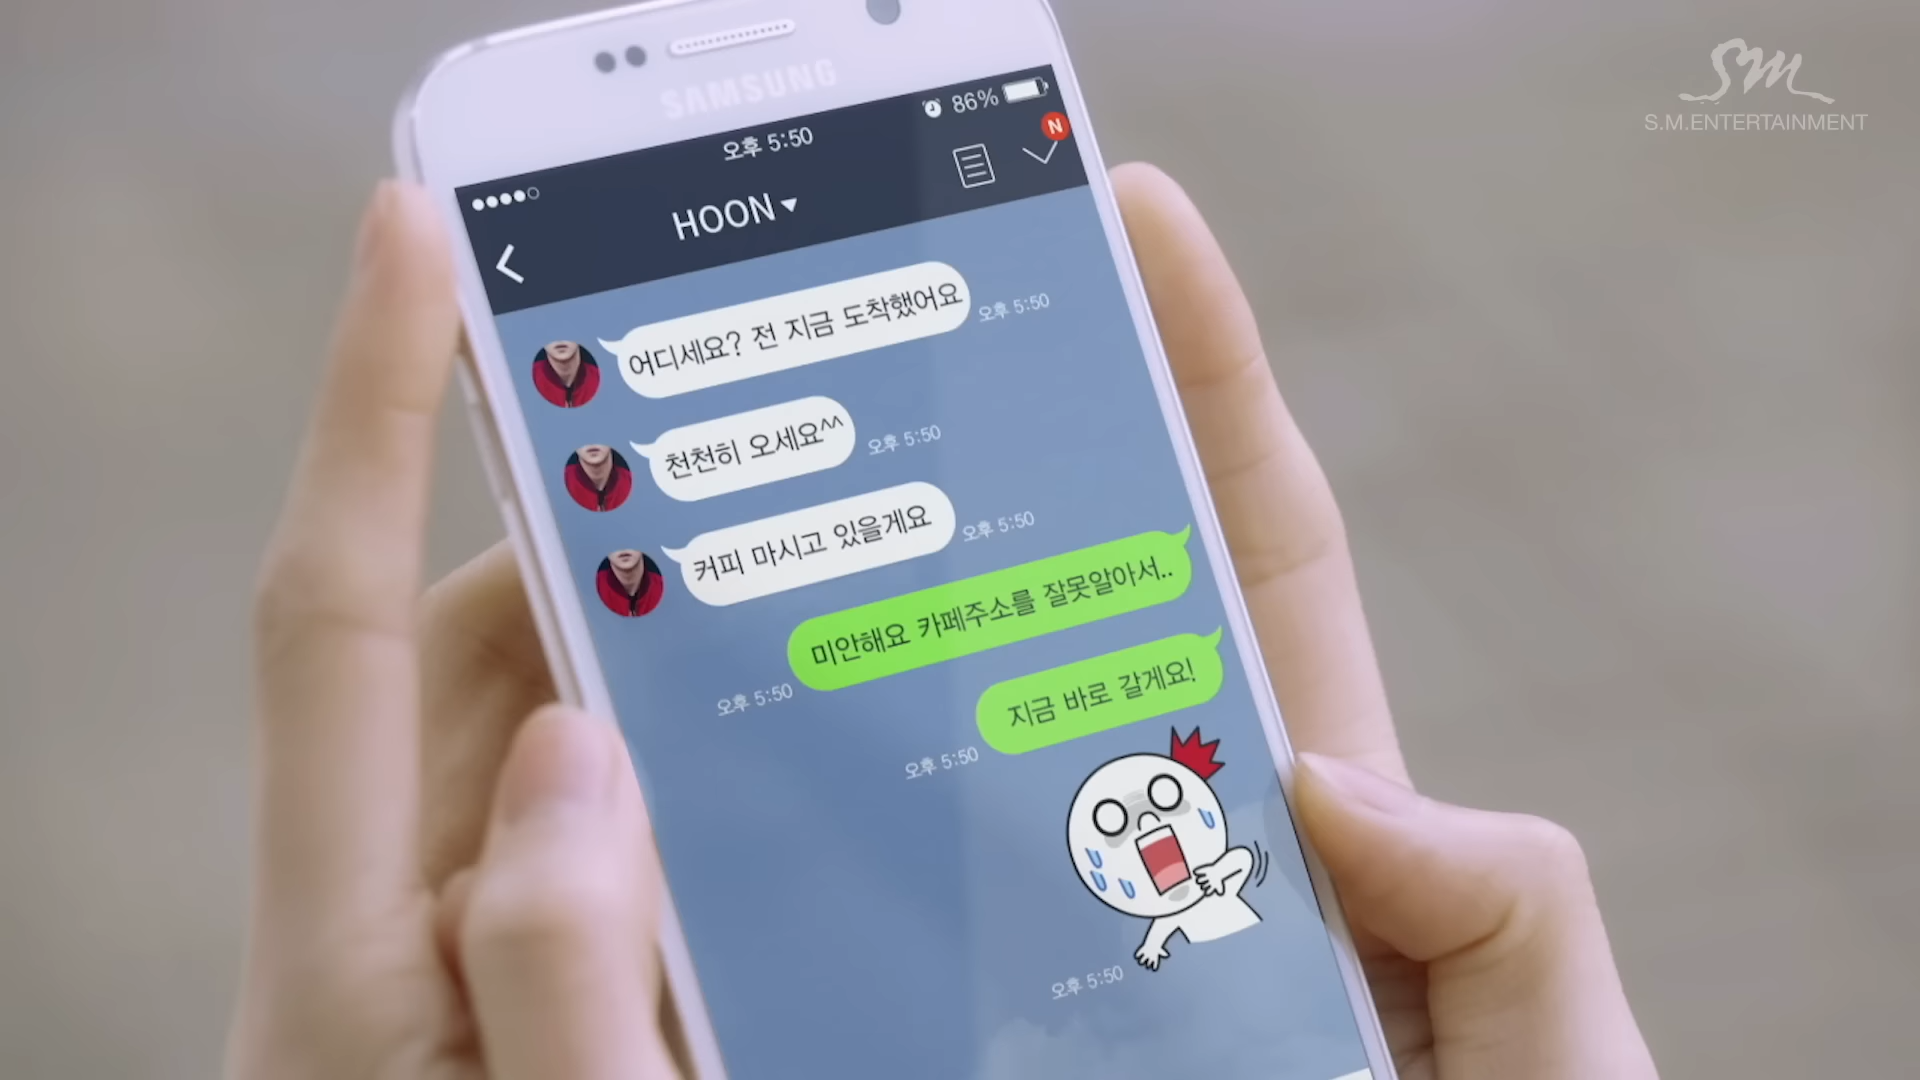 SM
S.M.ENTERTAINMENT
SAMSUNG
오후 5:50
86%
N
HOON
어디세요? 전 지금 도착했어요
오후 5:50
천천히 오세요^^
오후 5:50
커피 마시고 있을게요
오후 5:50
미안해요 카페주소를 잘못알아서..
오후 5:50
지금 바로 갈게요!
오후 5:50
오후 5:50